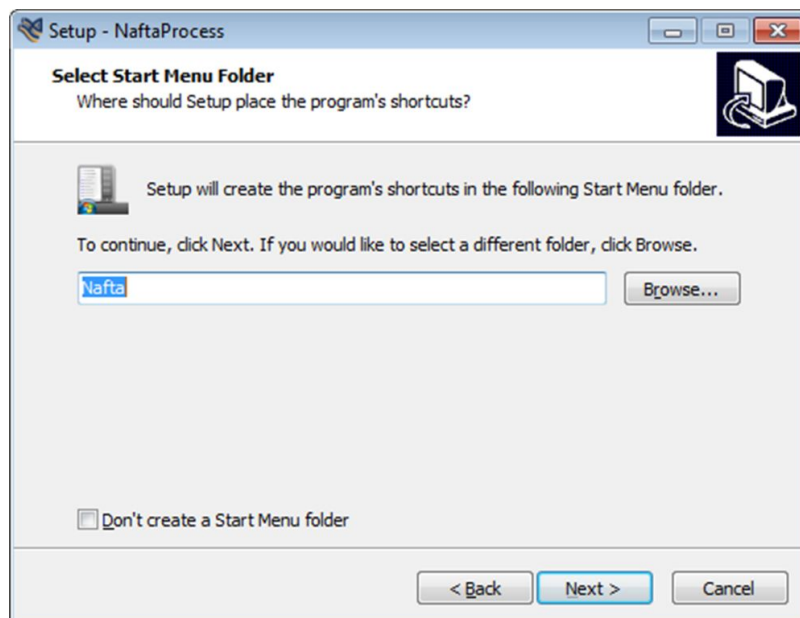 Setup - NaftaProcess
Select Start Menu Folder
Where should Setup place the program's shortcuts?
Setup will create the program's shortcuts in the following Start Menu folder.
To continue, click Next. If you would like to select a different folder, click Browse.
Nafta
Browse...
Don't create a Start Menu folder
< Back
Next >
Cancel